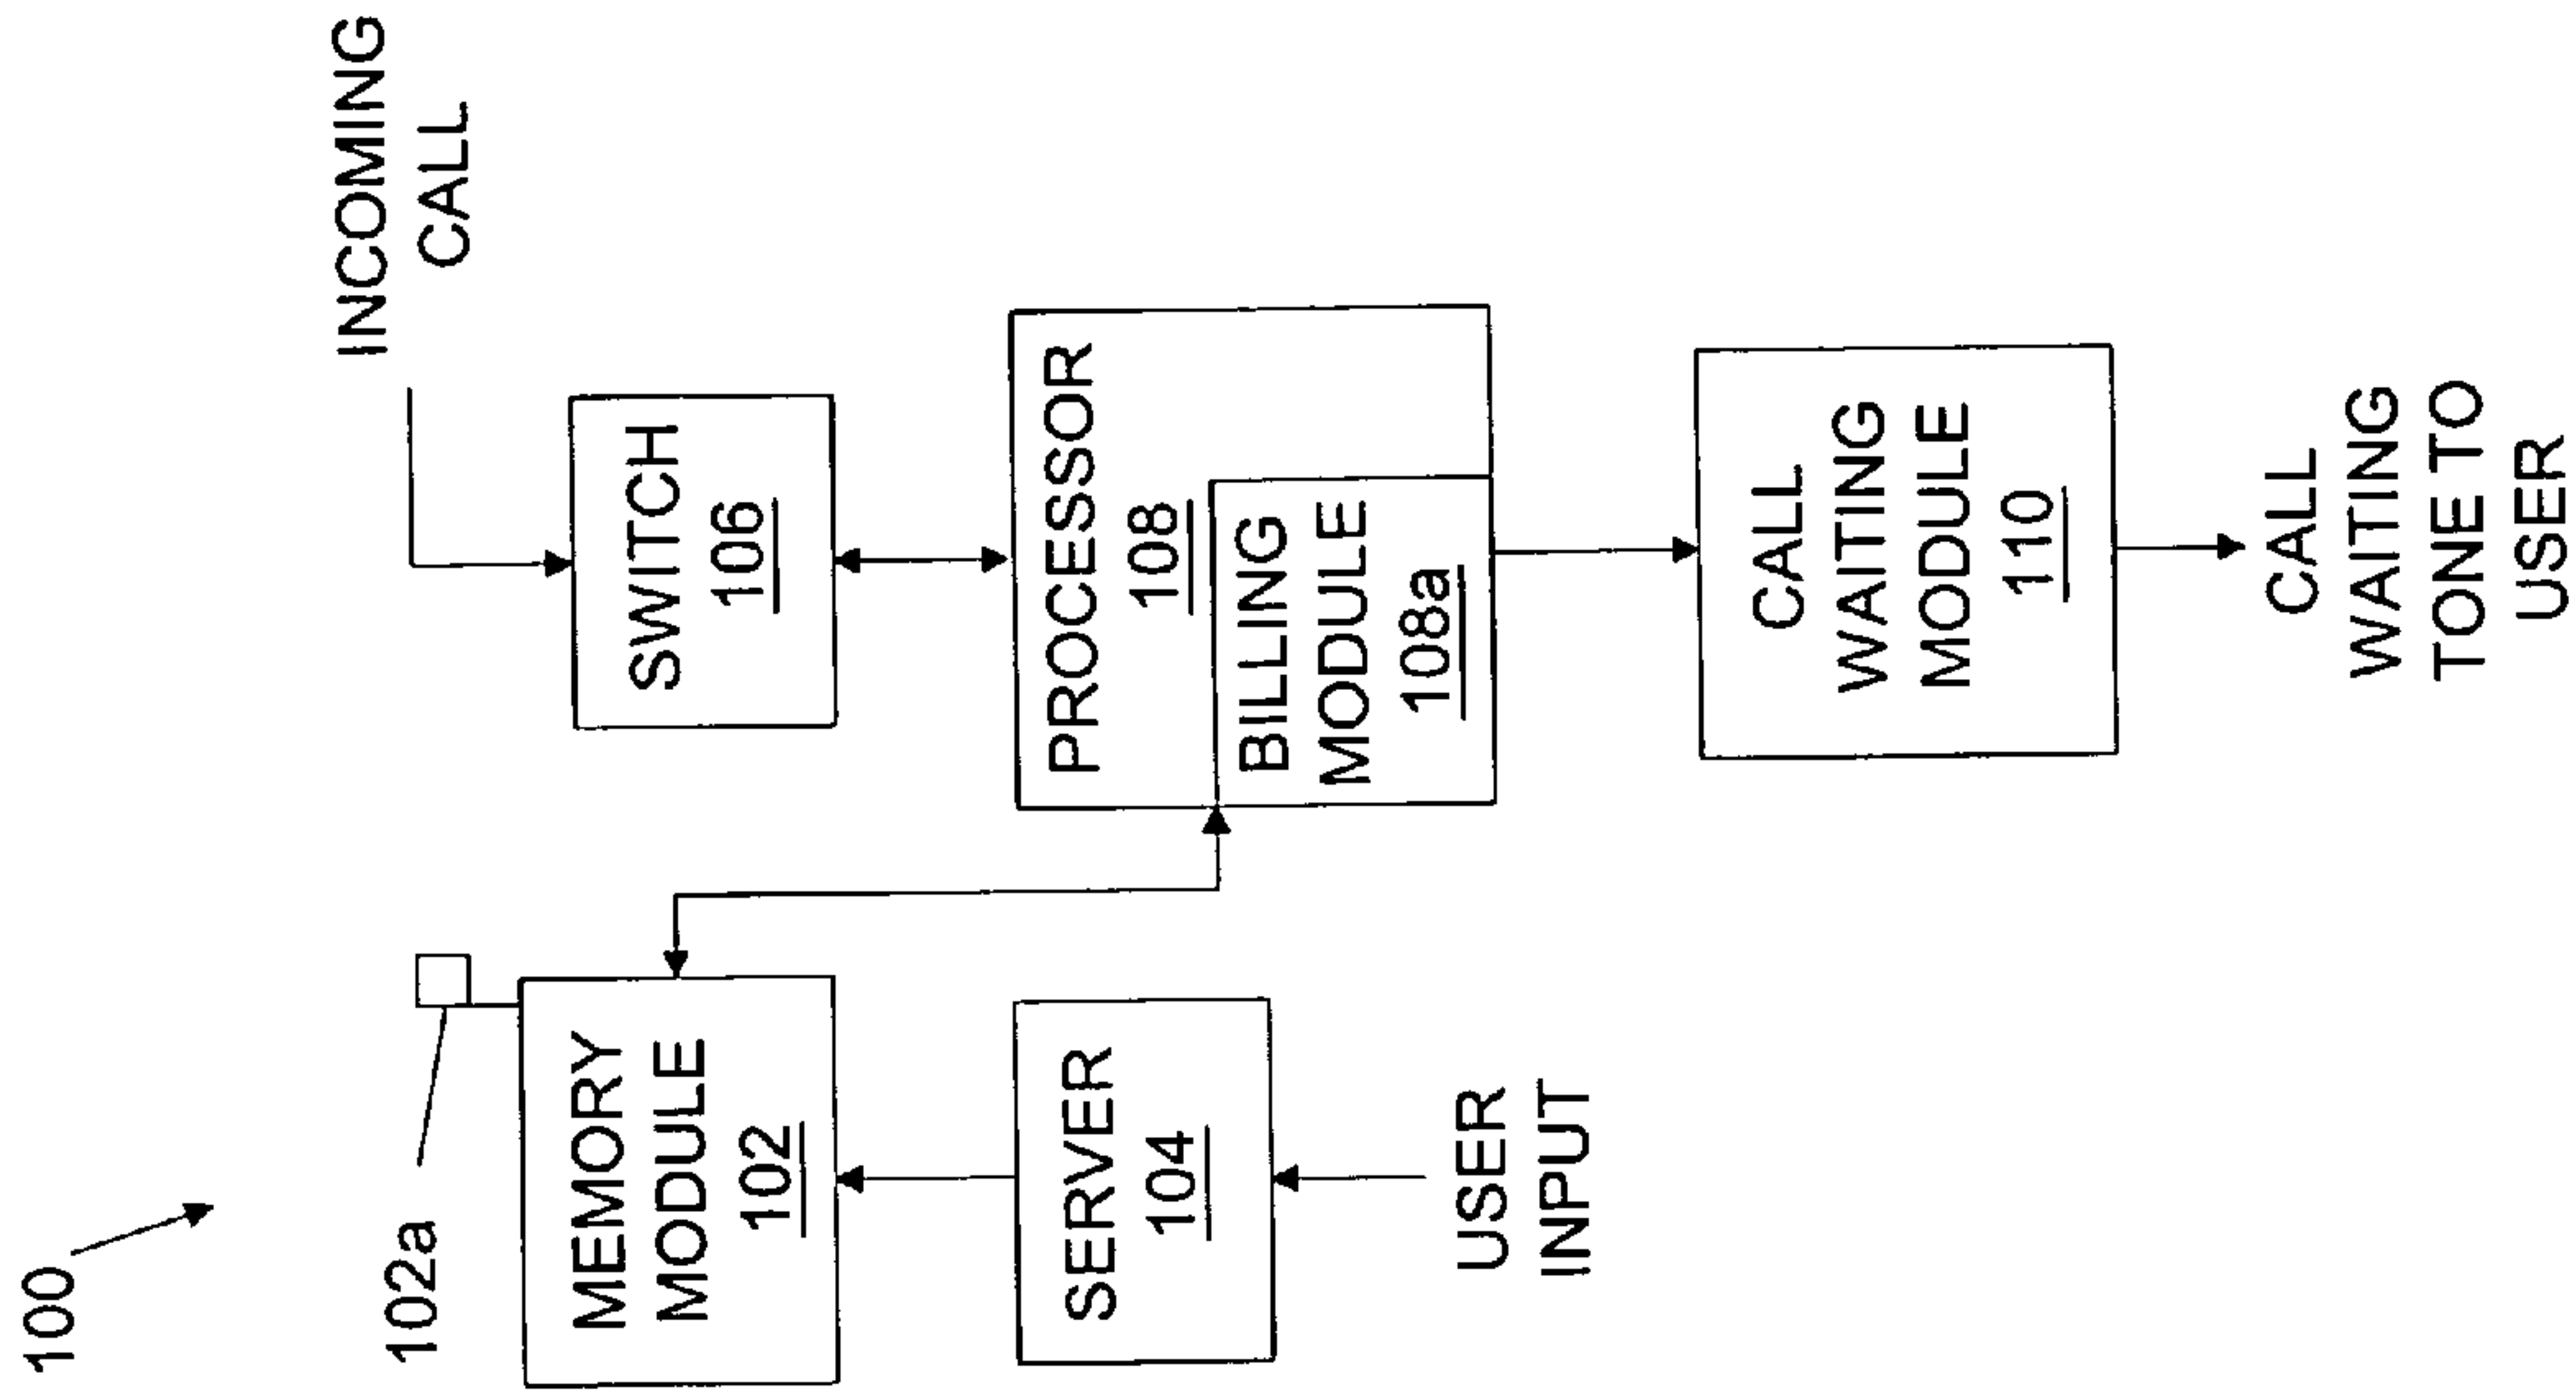 100
102a
MEMORY
MODULE
102
SERVER
104
USER
INPUT
INCOMING
CALL
SWITCH
106
PROCESSOR
108
BILLING
MODULE
108a
CALL
WAITING
MODULE
110
CALL
WAITING
TONE TO
USER